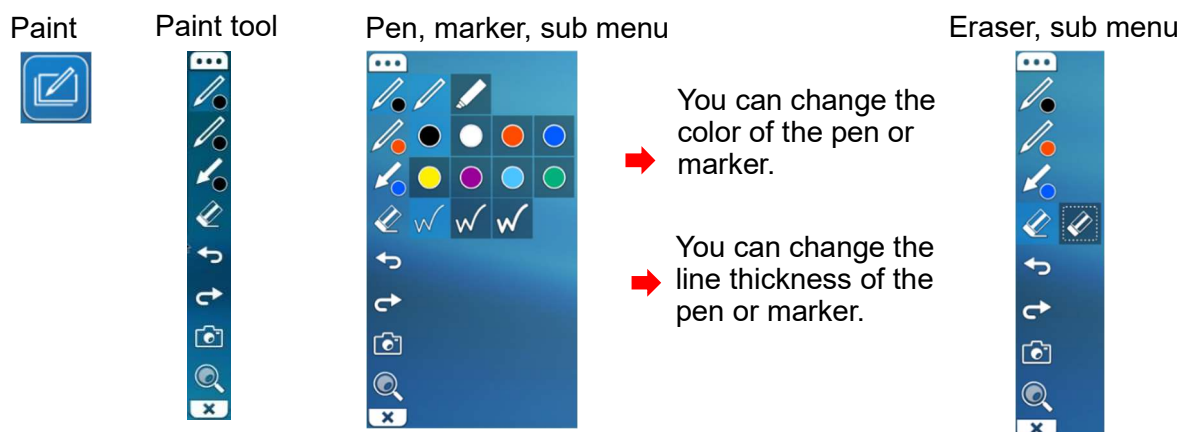 Paint
Paint tool
Pen, marker, sub menu
Eraser, sub menu
You can change the
color of the pen or
marker.
You can change the
line thickness of the
pen or marker.